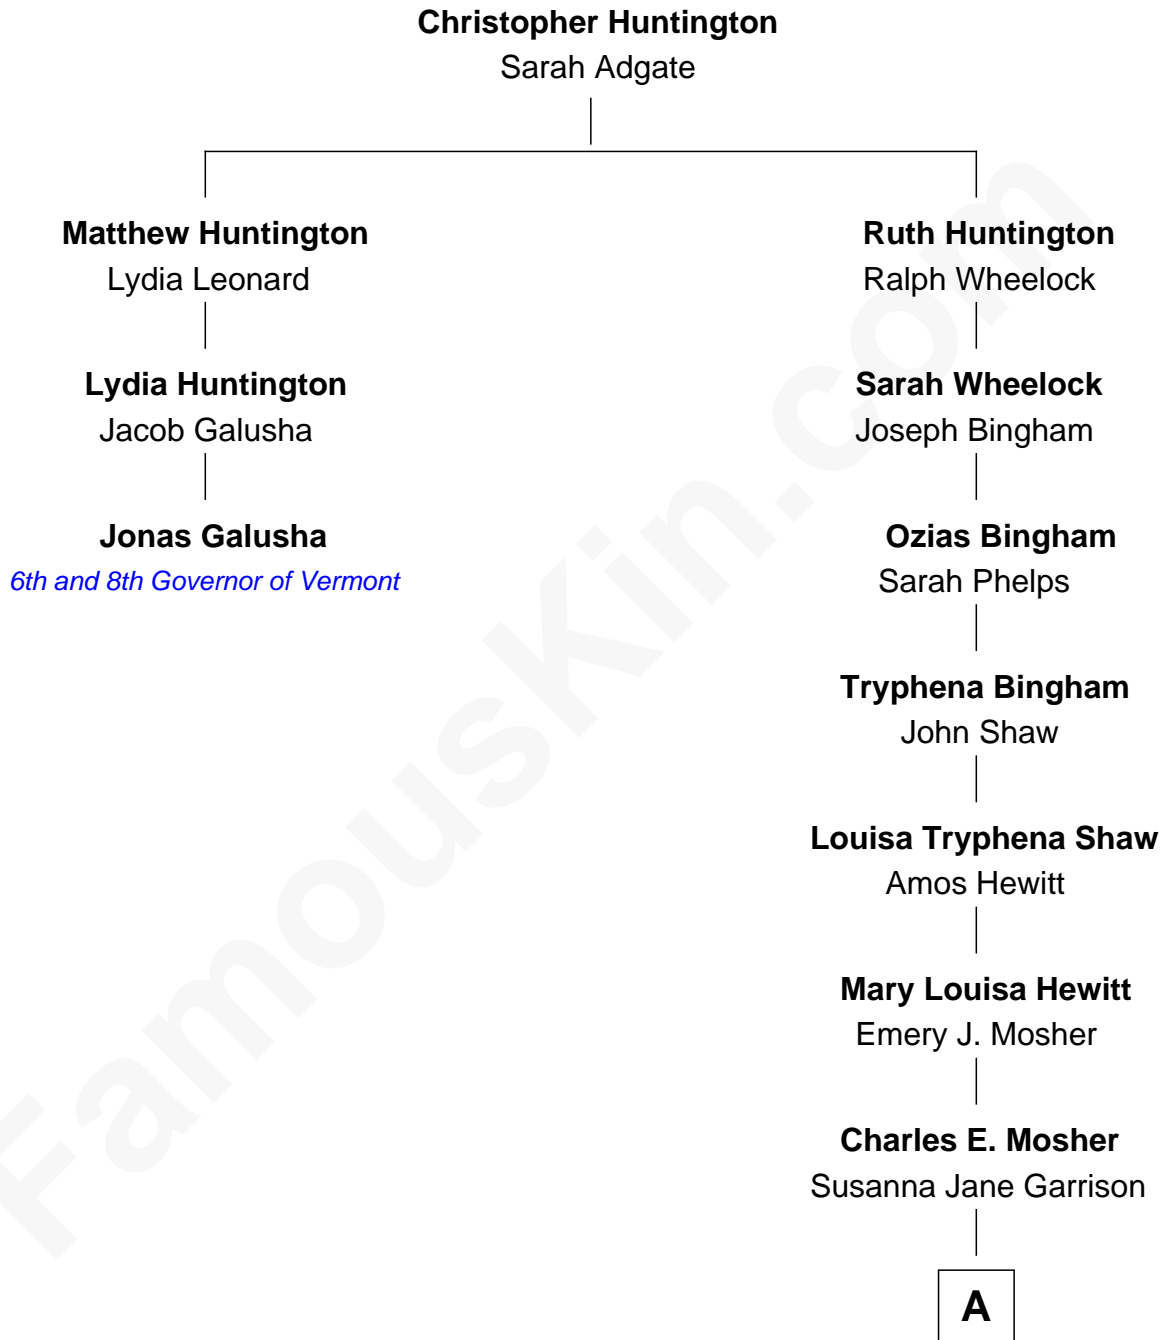 Christopher Huntington
Sarah Adgate
Matthew Huntington
Lydia Leonard
Ruth Huntington
Ralph Wheelock
Lydia Huntington
Jacob Galusha
Sarah Wheelock
Joseph Bingham
Jonas Galusha
6th and 8th Governor of Vermont
Ozias Bingham
Sarah Phelps
Tryphena Bingham
John Shaw
Louisa Tryphena Shaw
Amos Hewitt
Mary Louisa Hewitt
Emery J. Mosher
Charles E. Mosher
Susanna Jane Garrison
A
FamousKin.com